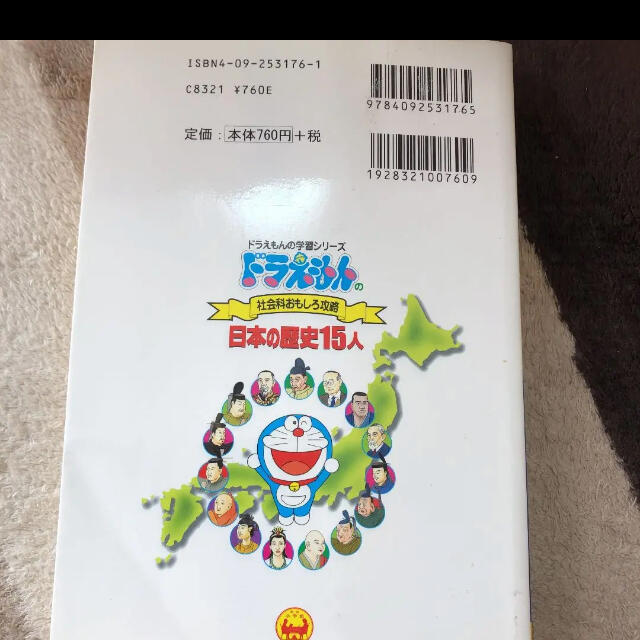 ISBN4-09-253176-1
C8321 ¥760E
定価：本体760円＋税
9784092531765
1928321007609
ドラえもんの学習シリーズ
ドラえもんの
社会科おもしろ攻略
日本の歴史15人